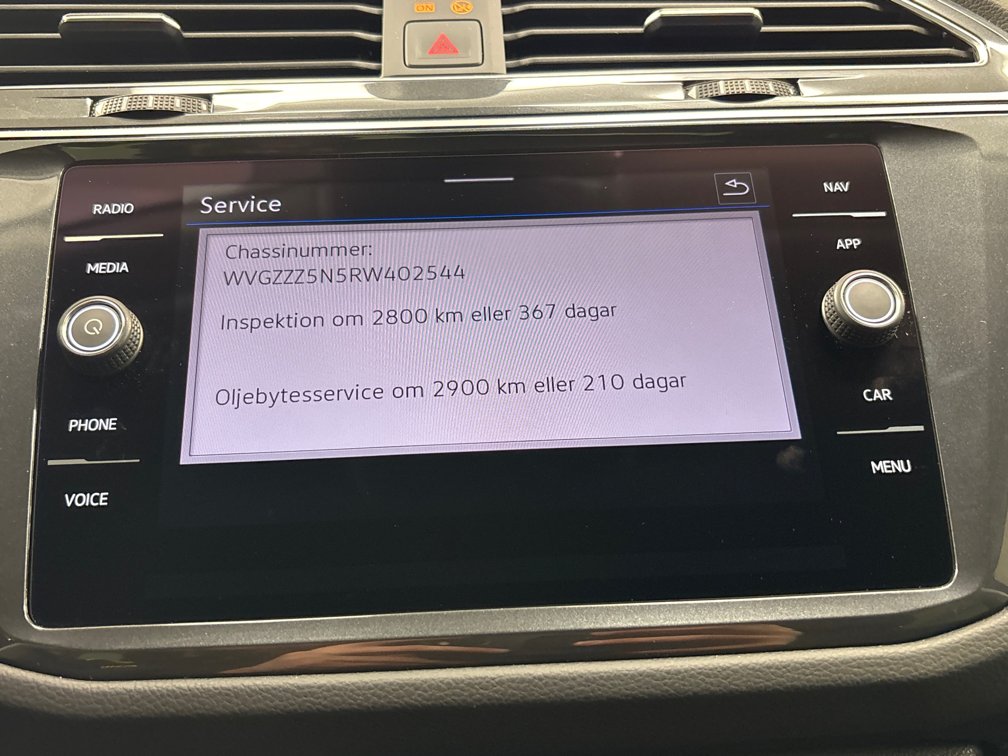 ON
Service
RADIO
MEDIA
PHONE
VOICE
Chassinummer:
WVGZZZ5N5RW402544
Inspektion om 2800 km eller 367 dagar
Oljebytesservice om 2900 km eller 210 dagar
NAV
APP
CAR
MENU